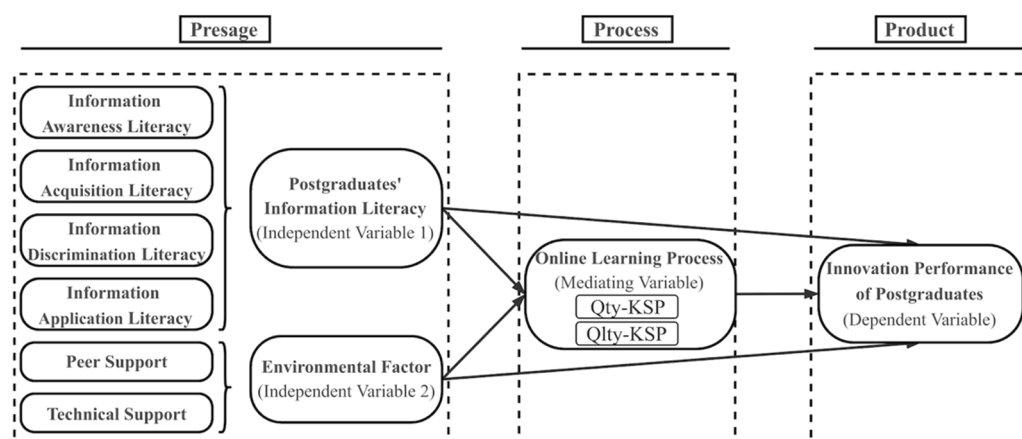 Presage
Process
Product
Information
Awareness Literacy
Information
Acquisition Literacy
Information
Discrimination Literacy
Information
Application Literacy
Peer Support
Technical Support
Postgraduates'
Information Literacy
(Independent Variable 1)
Environmental Factor
(Independent Variable 2)
Online Learning Process
(Mediating Variable)
Qty-KSP
Qlty-KSP
Innovation Performance
of Postgraduates
(Dependent Variable)